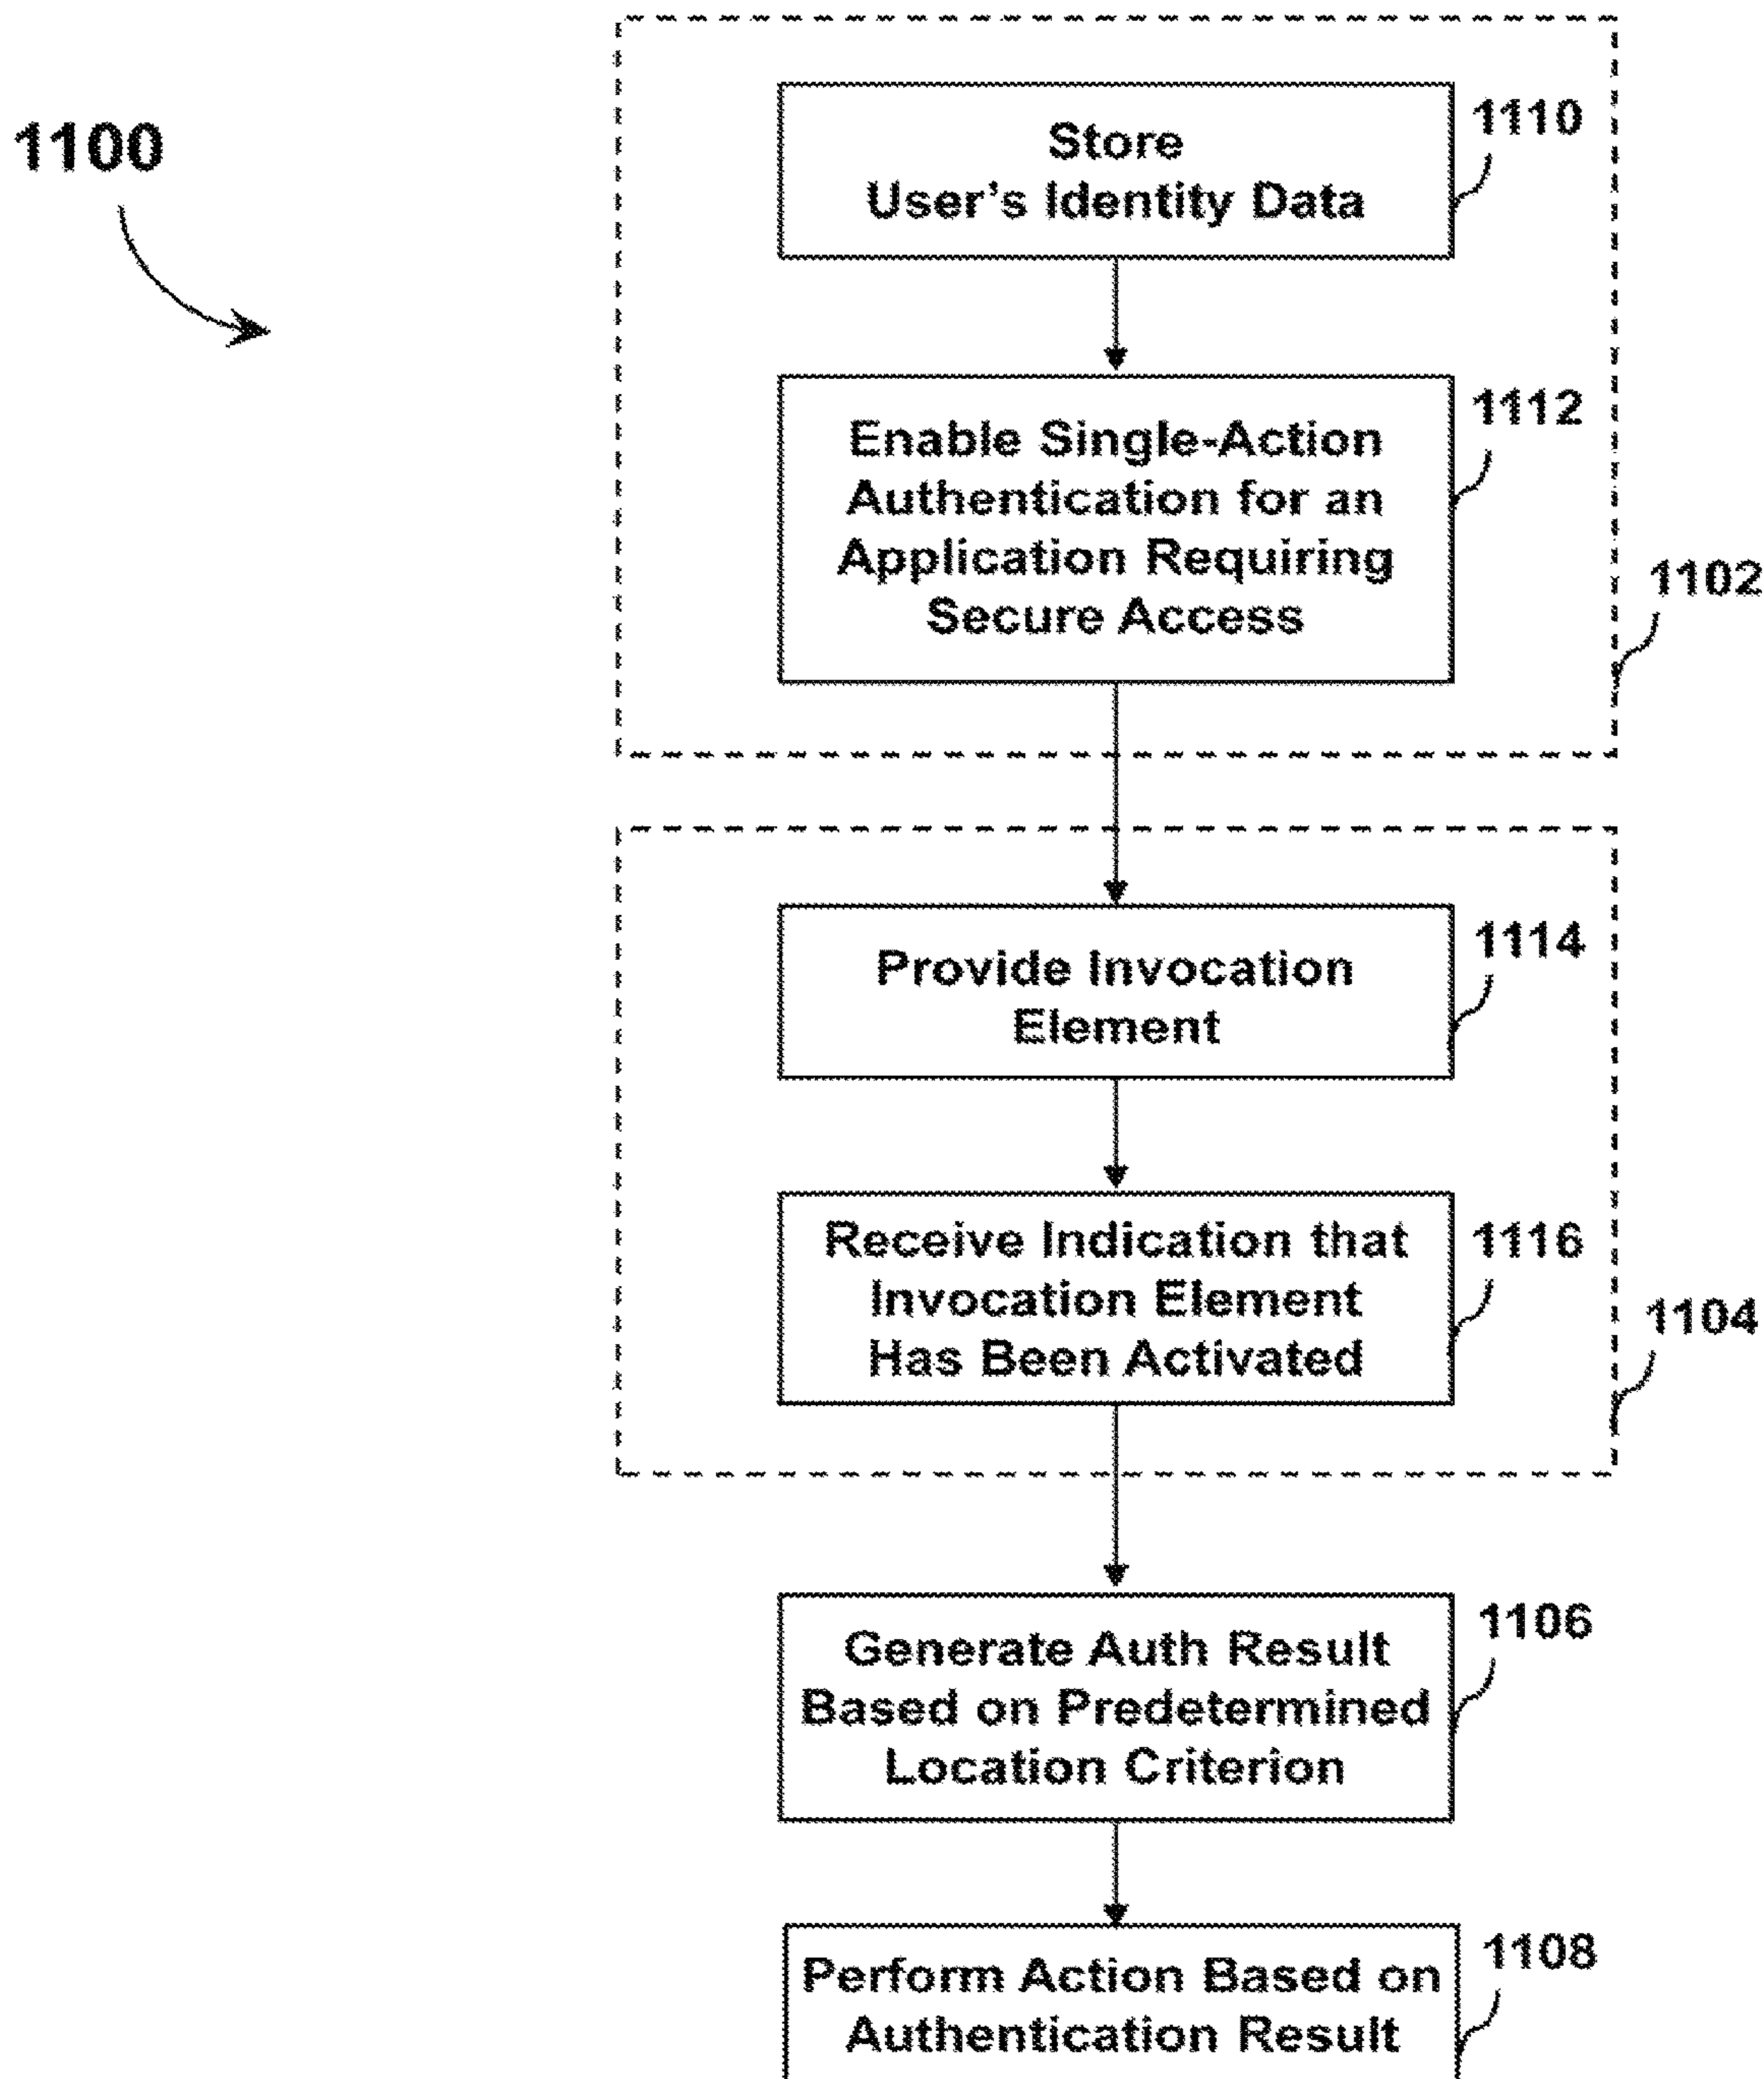 1100
Store
User's Identity Data
1110
Enable Single-Action
Authentication for an
Application Requiring
Secure Access
1112
1102
Provide Invocation
Element
1114
Receive Indication that
Invocation Element
Has Been Activated
1116
1104
Generate Auth Result
Based on Predetermined
Location Criterion
1106
Perform Action Based on
Authentication Result
1108